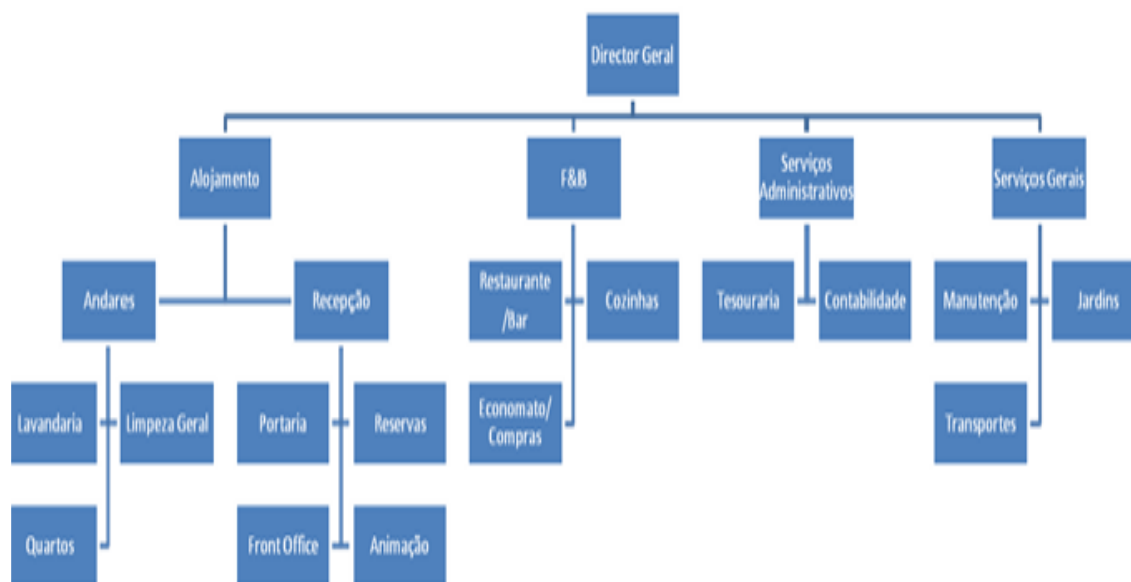 Director Geral
Alojamento
F&B
Serviços
Administrativos
Serviços Gerais
Andares
Recepção
Restaurante
/Bar
Cozinhas
Tesouraria
Contabilidade
Manutenção
Jardins
Lavandaria
Limpeza Geral
Portaria
Reservas
Economato/
Compras
Transportes
Quartos
Front Office
Animação